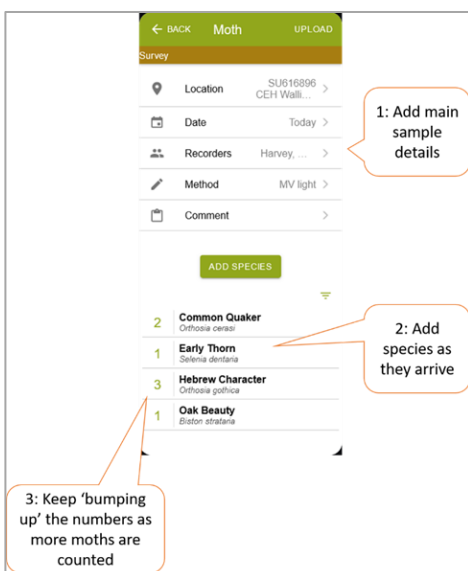 ← BACK Moth UPLOAD
Survey
Location SU616896
CEH Walli...
Date Today
Recorders Harvey, ...
Method MV light
Comment
ADD SPECIES
2 Common Quaker
Orthosia cerasi
1 Early Thorn
Selenia dentaria
3 Hebrew Character
Orthosia gothica
1 Oak Beauty
Biston strataria
1: Add main
sample
details
2: Add
species as
they arrive
3: Keep ‘bumping
up’ the numbers as
more moths are
counted